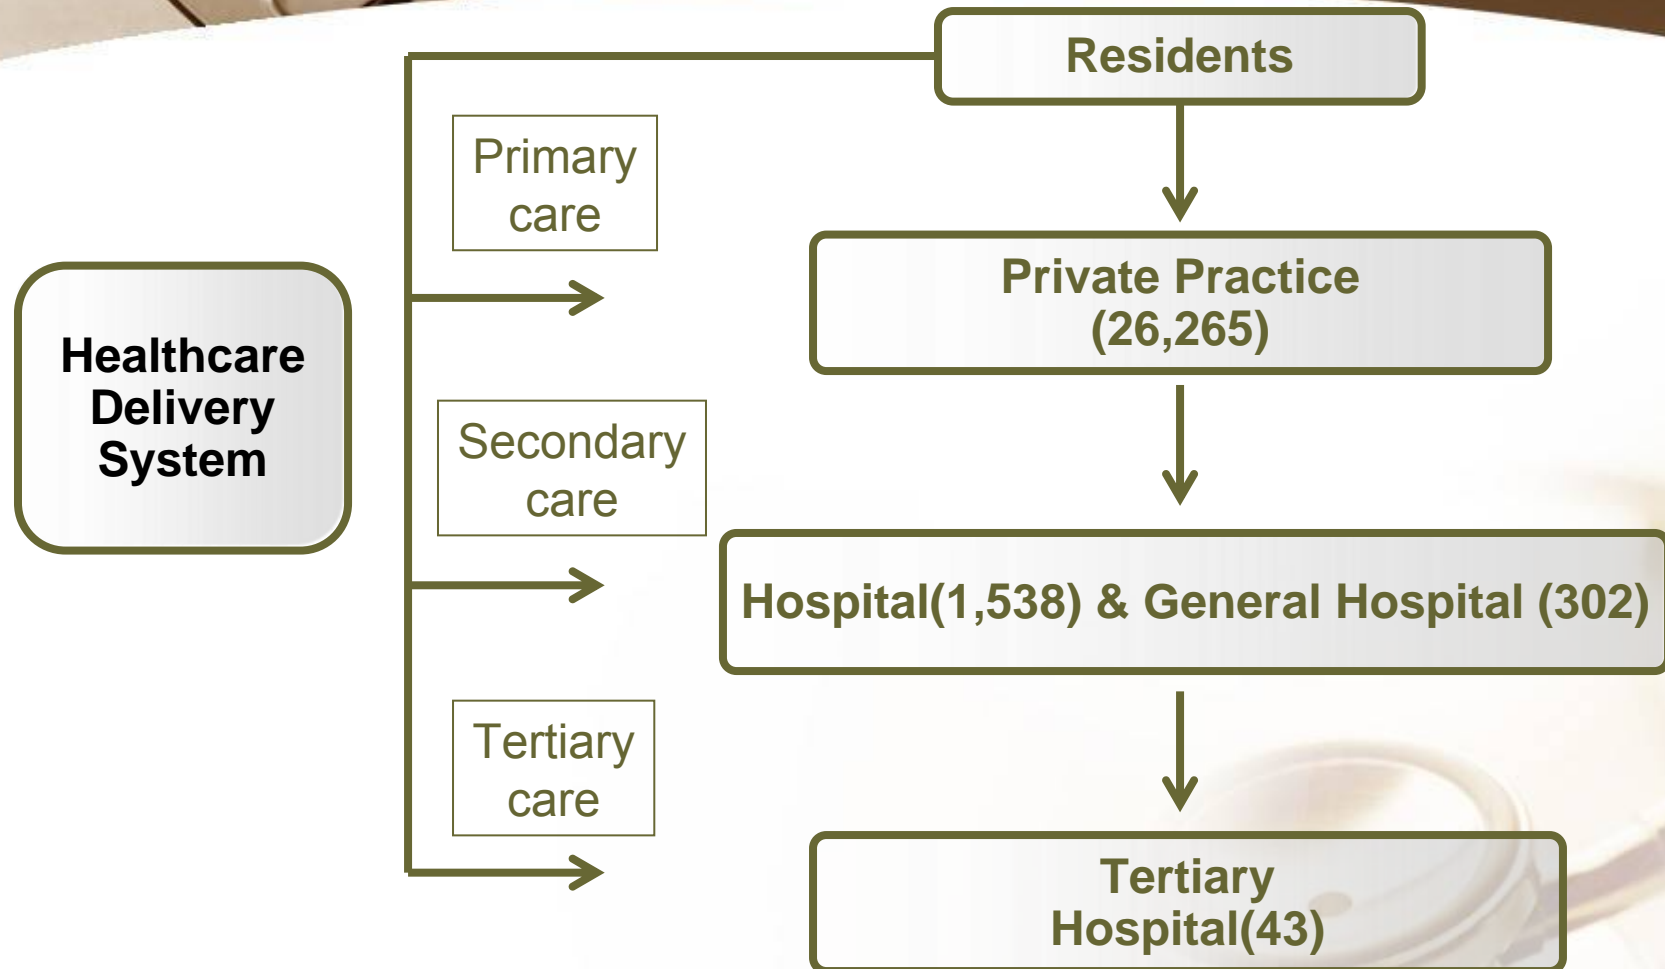 Residents
Primary
care
Private Practice
(26,265)
Healthcare
Delivery
System
Secondary
care
Hospital(1,538) & General Hospital (302)
Tertiary
care
Tertiary
Hospital(43)